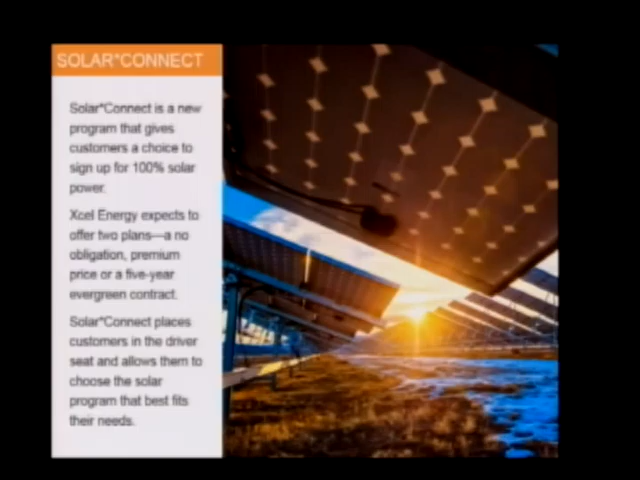 SOLAR*CONNECT
Solar*Connect is a new
program that gives
customers a choice to
sign up for 100% solar
power.
Xcel Energy expects to
offer two plans—a no
obligation, premium
price or a five-year
evergreen contract.
Solar*Connect places
customers in the driver
seat and allows them to
choose the solar
program that best fits
their needs.